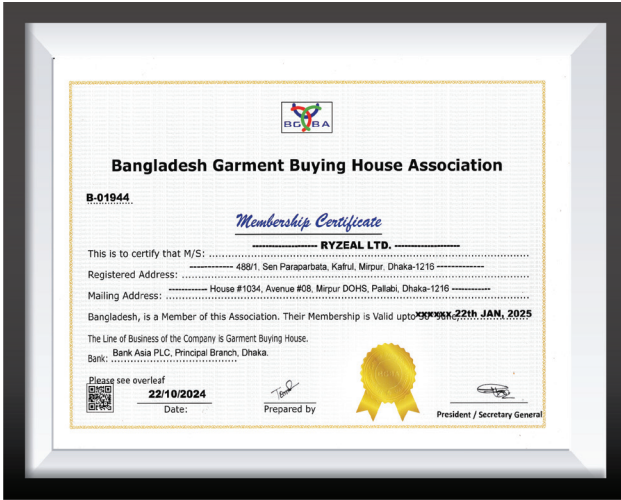 BGBA
Bangladesh Garment Buying House Association
B-01944
Membership Certificate
This is to certify that M/S: ------------------ RYZEAL LTD. ------------------
Registered Address: ------------ 488/1, Sen Paraparbata, Kafrul, Mirpur, Dhaka-1216 -------------
Mailing Address: ----------- House #1034, Avenue #08, Mirpur DOHS, Pallabi, Dhaka-1216 -----------
Bangladesh, is a Member of this Association. Their Membership is Valid upto xxxxxx 22th JAN, 2025
The Line of Business of the Company is Garment Buying House.
Bank: Bank Asia PLC, Principal Branch, Dhaka.
Please see overleaf
22/10/2024
Date:
Prepared by
President / Secretary General